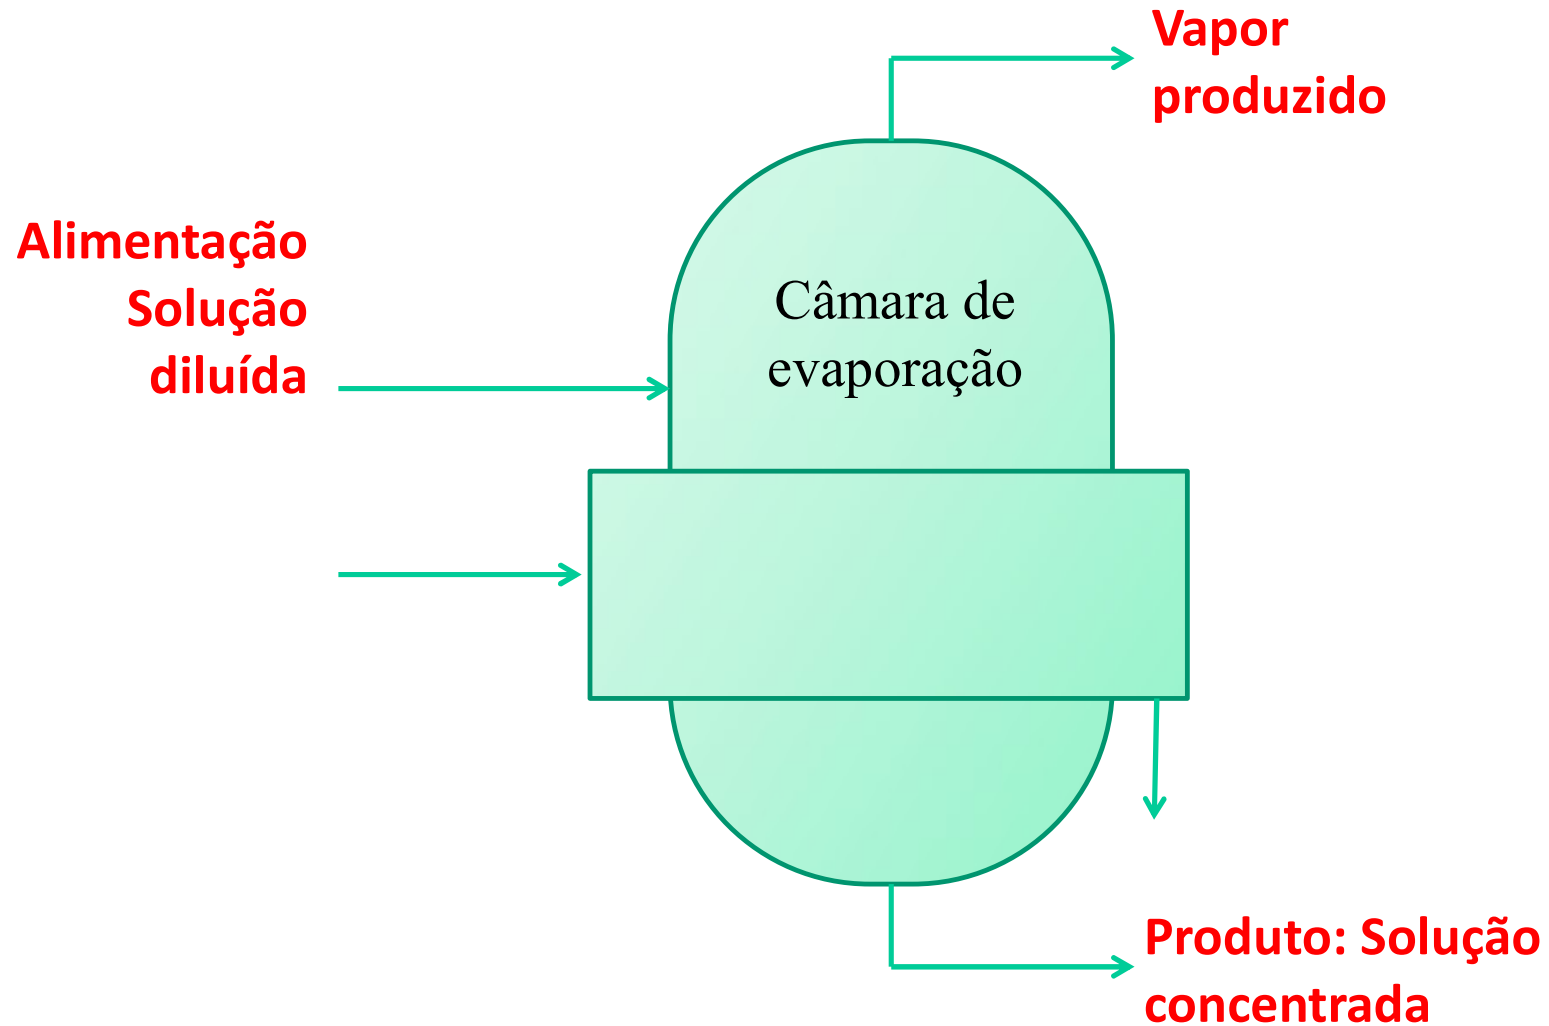 Vapor
produzido
Alimentação
Solução
diluída
Câmara de
evaporação
Produto: Solução
concentrada